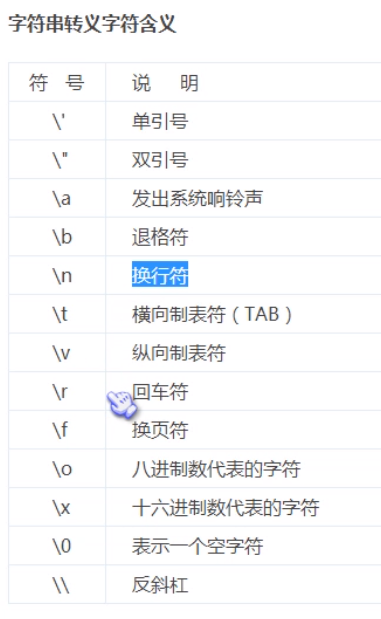 字符串转义字符含义
符 号 说 明
\' 单引号
\" 双引号
\a 发出系统响铃声
\b 退格符
\n 换行符
\t 横向制表符（TAB）
\v 纵向制表符
\r 回车符
\f 换页符
\o 八进制数代表的字符
\x 十六进制数代表的字符
\0 表示一个空字符
\\ 反斜杠